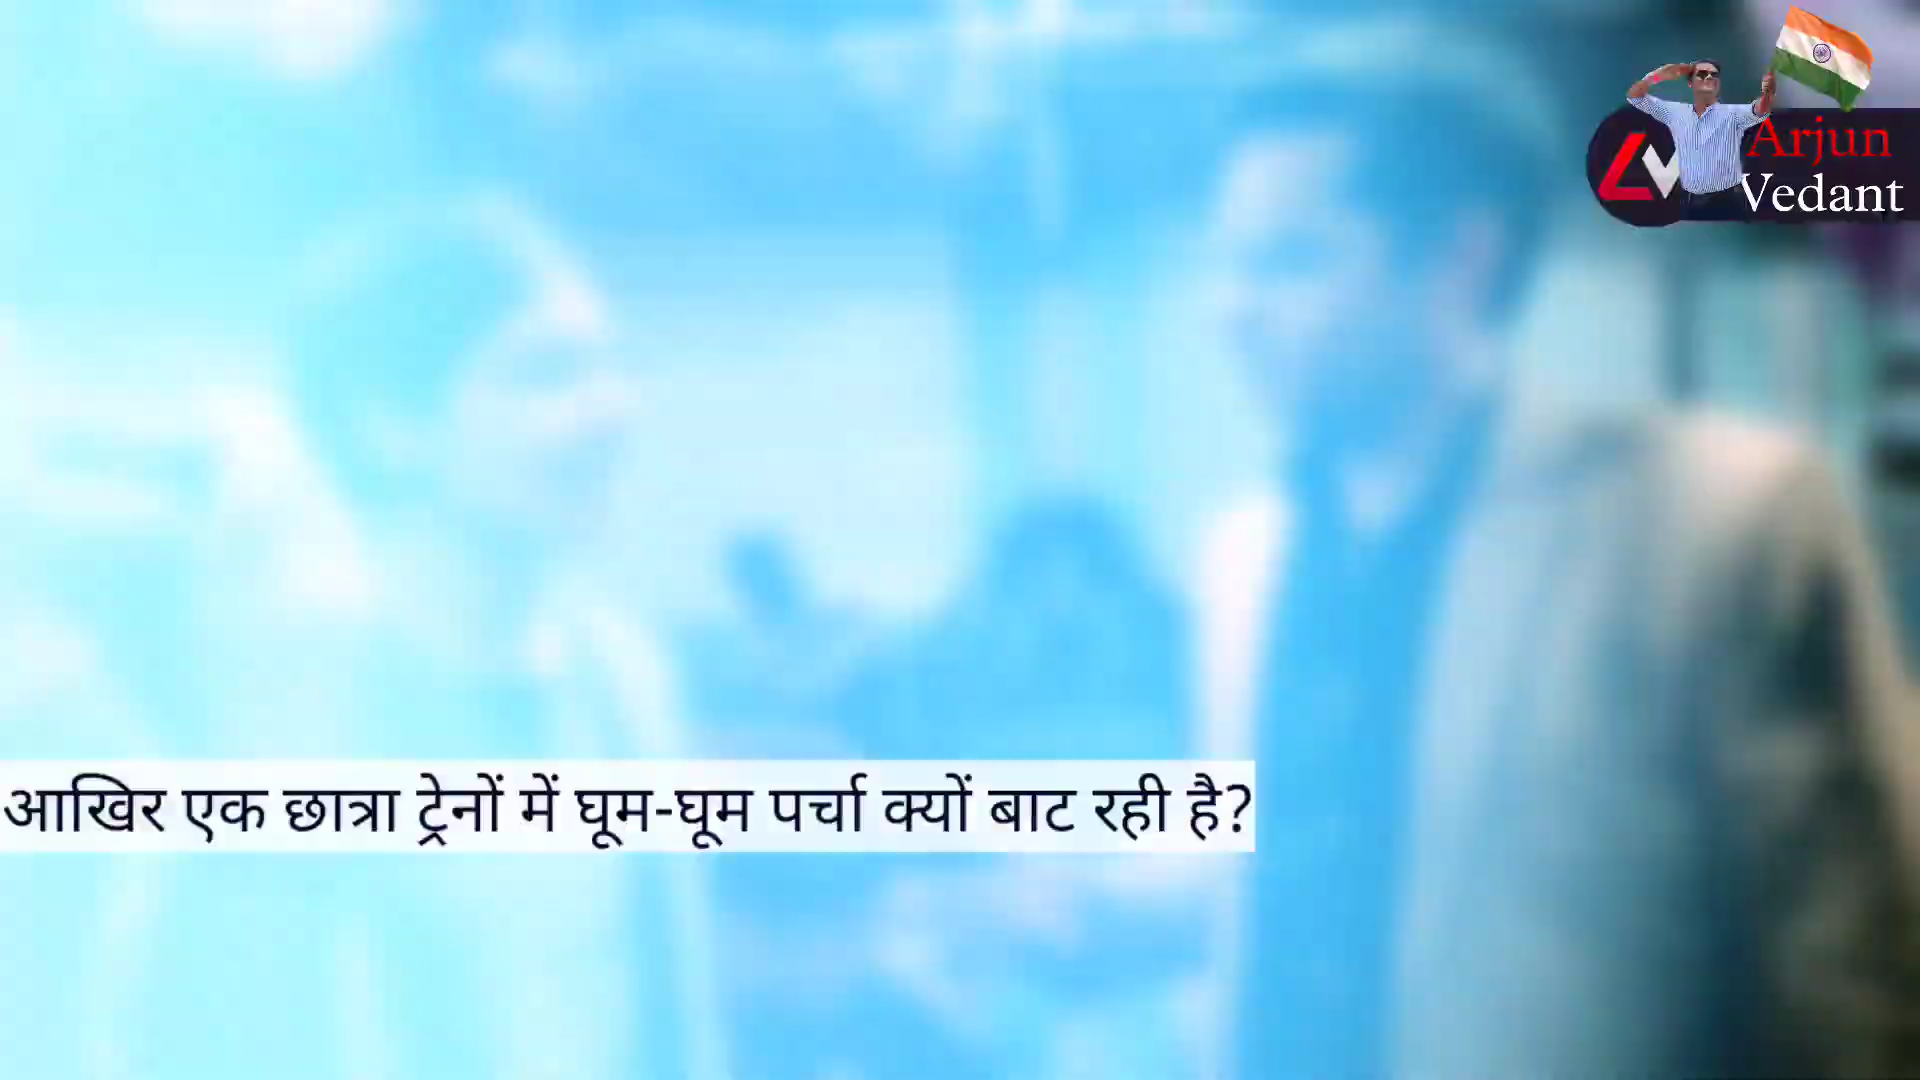 Arjun
Vedant
आखिर एक छात्रा ट्रेनों में घूम-घूम पर्चा क्यों बाट रही है?